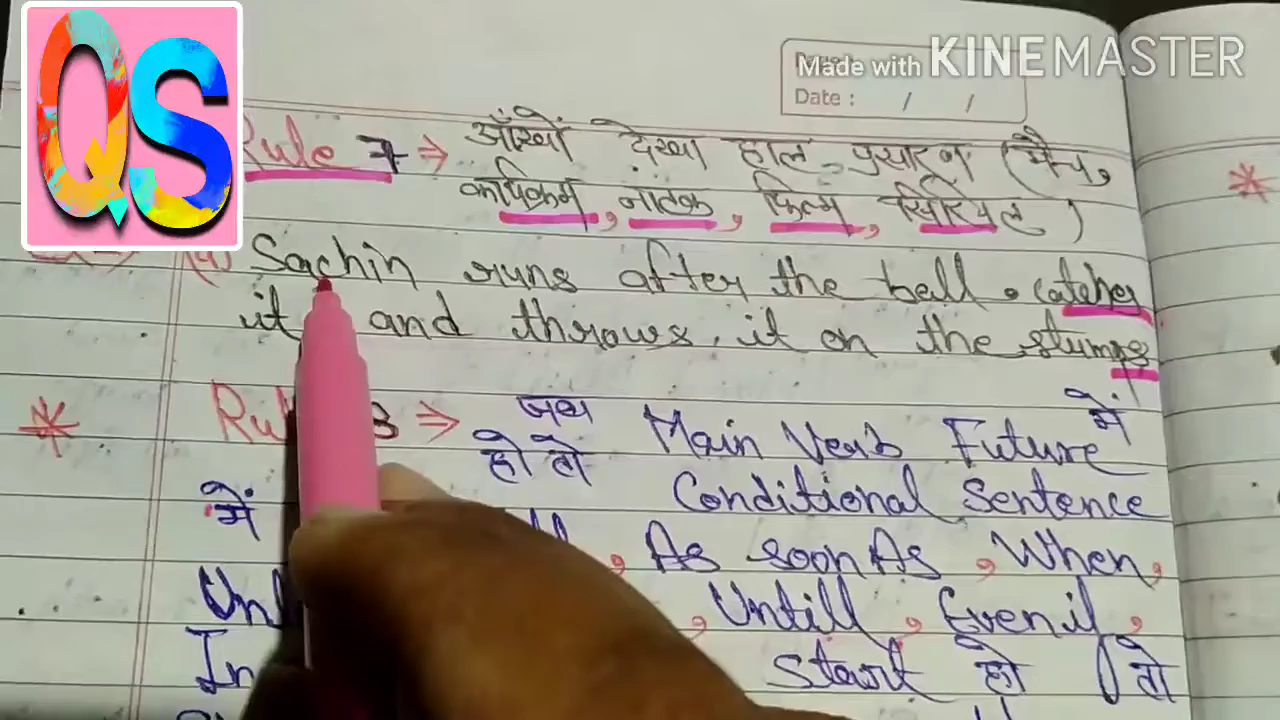 QS
Made with KINEMASTER
Date : / /
Rule 7 ⇒ आँखों देखा हाल प्रसारण (मैच,
कार्यक्रम, नाटक, फिल्म, सिरियल)
(a) Sachin runs after the ball. catches
it and throws it on the stumps
* जब में
⇒ Main Verb Future
हो तो Conditional Sentence
में , As soon As, When,
, Untill, Even if,
In start हो तो